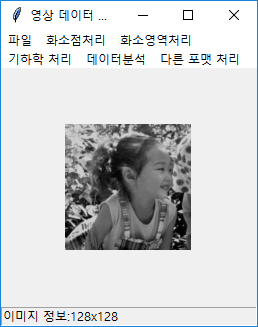 영상 데이터 ...
파일 화소점처리 화소영역처리
기하학 처리 데이터분석 다른 포맷 처리
이미지 정보:128x128